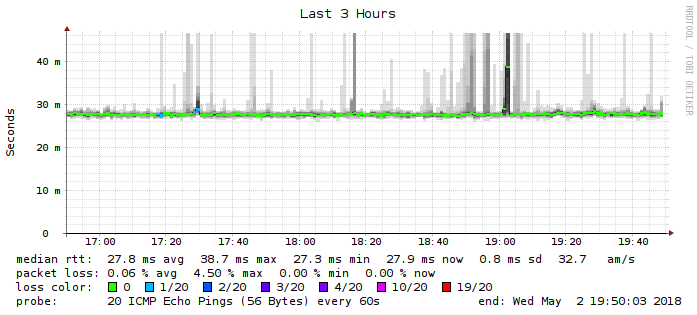 Last 3 Hours
RRDTOOL / TOBI OETIKER
Seconds
40 m
30 m
20 m
10 m
0
17:00 17:20 17:40 18:00 18:20 18:40 19:00 19:20 19:40
median rtt: 27.8 ms avg 38.7 ms max 27.3 ms min 27.9 ms now 0.8 ms sd 32.7 am/s
packet loss: 0.06 % avg 4.50 % max 0.00 % min 0.00 % now
loss color: 0 1/20 2/20 3/20 4/20 10/20 19/20
probe: 20 ICMP Echo Pings (56 Bytes) every 60s end: Wed May 2 19:50:03 2018